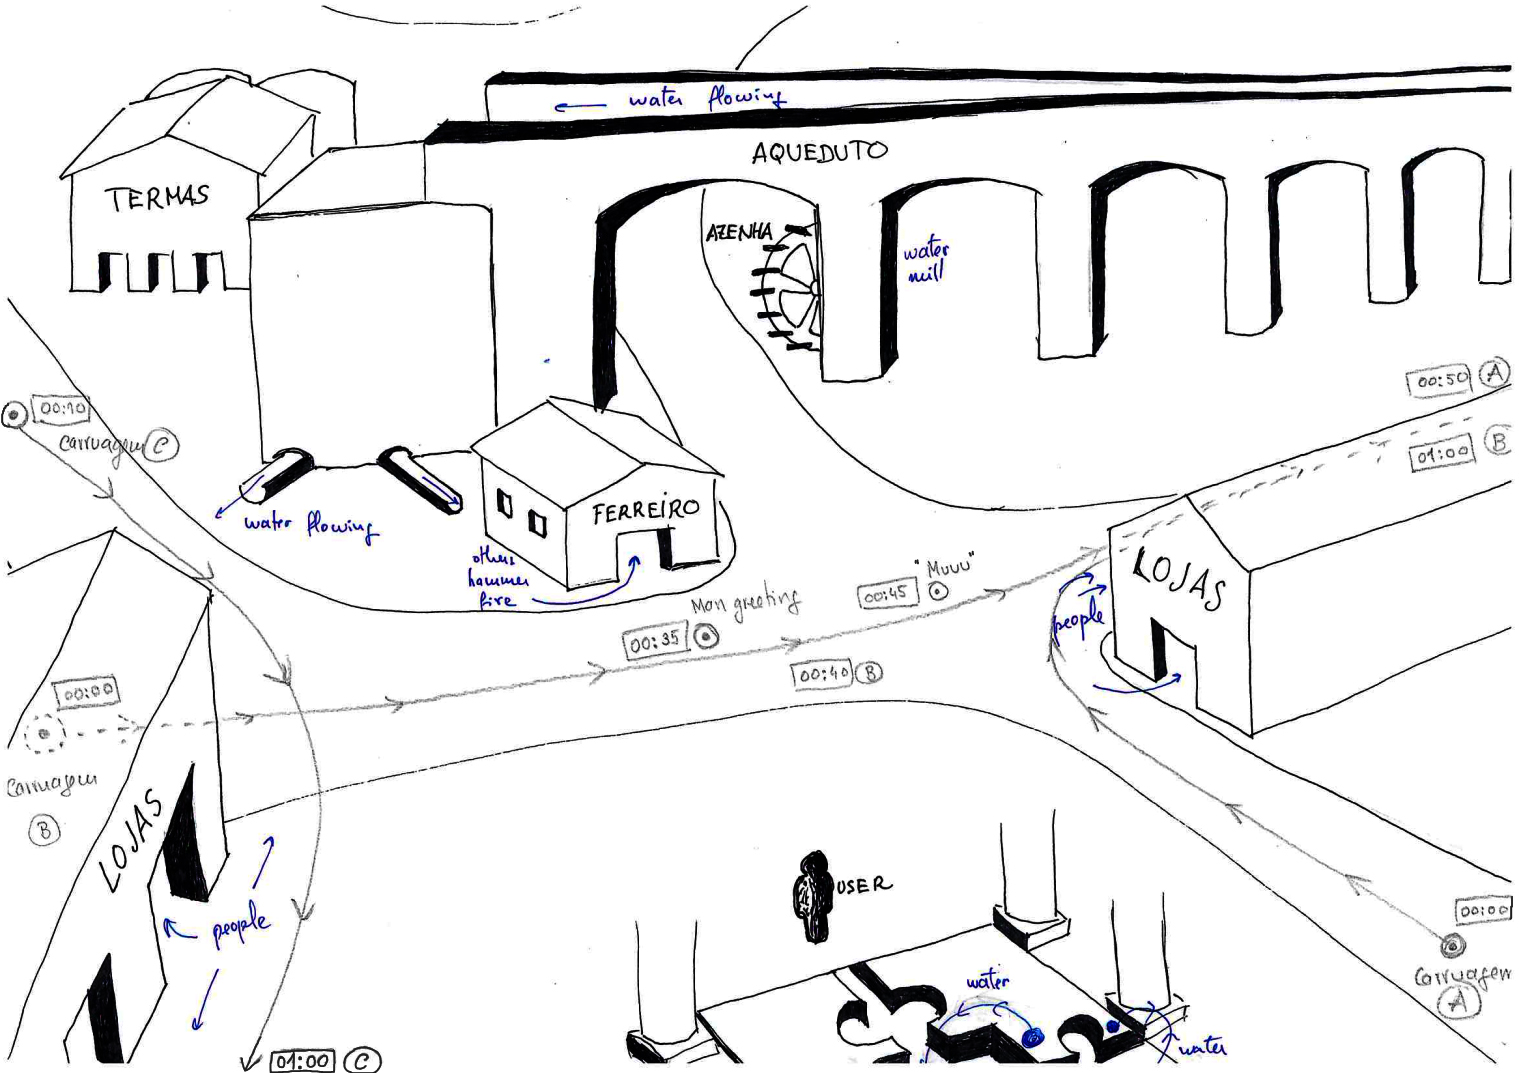 water flowing
AQUEDUTO
TERMAS
AZENHA
water
mill
00:50 A
01:00 B
00:10
Carruagem C
water flowing
FERREIRO
others
hammer
fire
Man greeting
00:35
00:45
"Muuu"
00:40 B
LOJAS
people
00:00
Carruagem
B
LOJAS
people
USER
water
water
00:00
Carruagem
A
01:00 C